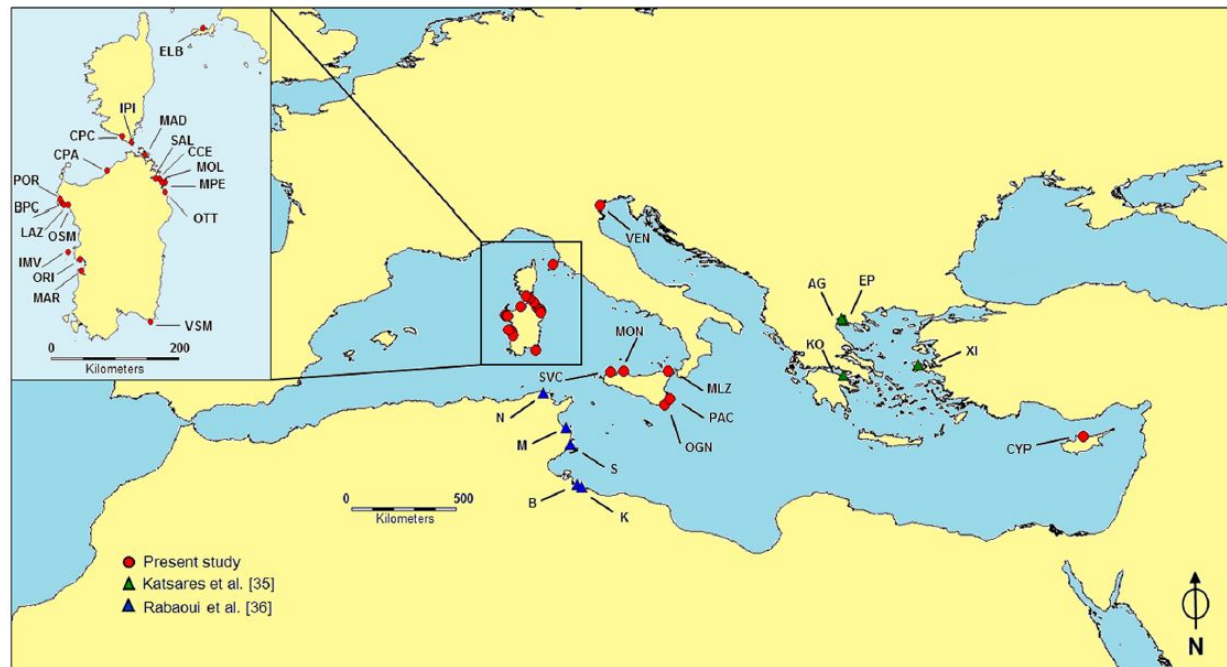 ELB
IPI
MAD
CPC
SAL
CCE
CPA
MOL
POR
MPE
BPC
OTT
LAZ
OSM
IMV
ORI
MAR
VSM
0 200
Kilometers
VEN
AG EP
MON
KO
XI
SVC
MLZ
N
PAC
M
OGN
CYP
S
B
K
0 500
Kilometers
Present study
Katsares et al. [35]
Rabaoui et al. [36]
N